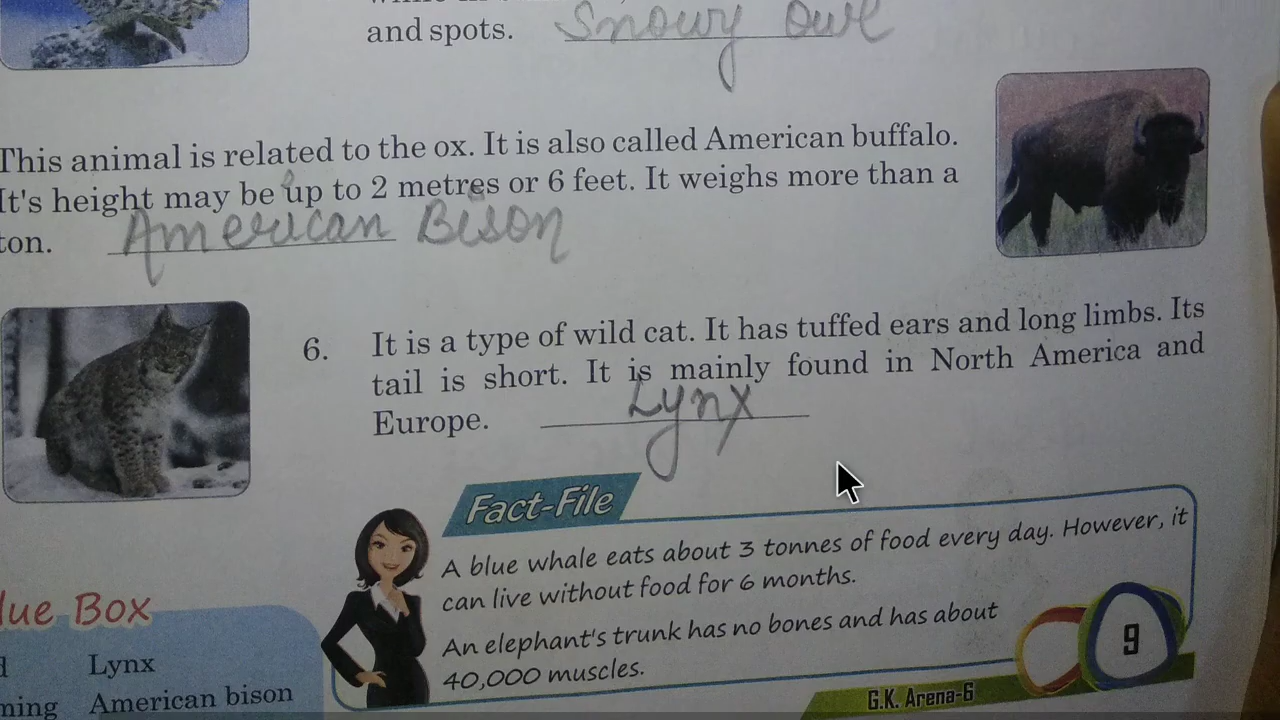 and spots. Snowy Owl
This animal is related to the ox. It is also called American buffalo.
It's height may be up to 2 metres or 6 feet. It weighs more than a
ton. American Bison
6. It is a type of wild cat. It has tuffed ears and long limbs. Its
tail is short. It is mainly found in North America and
Europe. Lynx
Fact-File
A blue whale eats about 3 tonnes of food every day. However, it
can live without food for 6 months.
An elephant's trunk has no bones and has about
40,000 muscles.
lue Box
Lynx
ming American bison
9
G.K. Arena-6